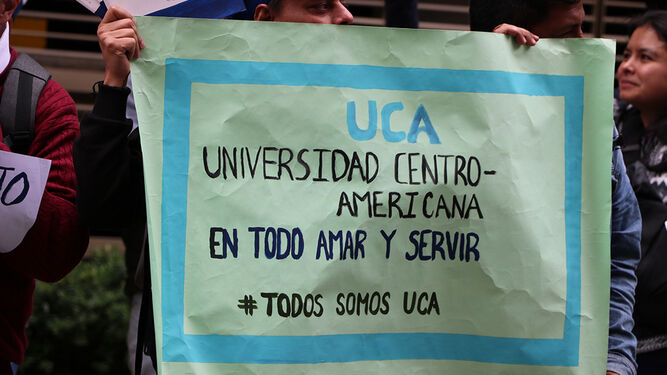 UCA
UNIVERSIDAD CENTRO-
AMERICANA
EN TODO AMAR Y SERVIR
#TODOS SOMOS UCA